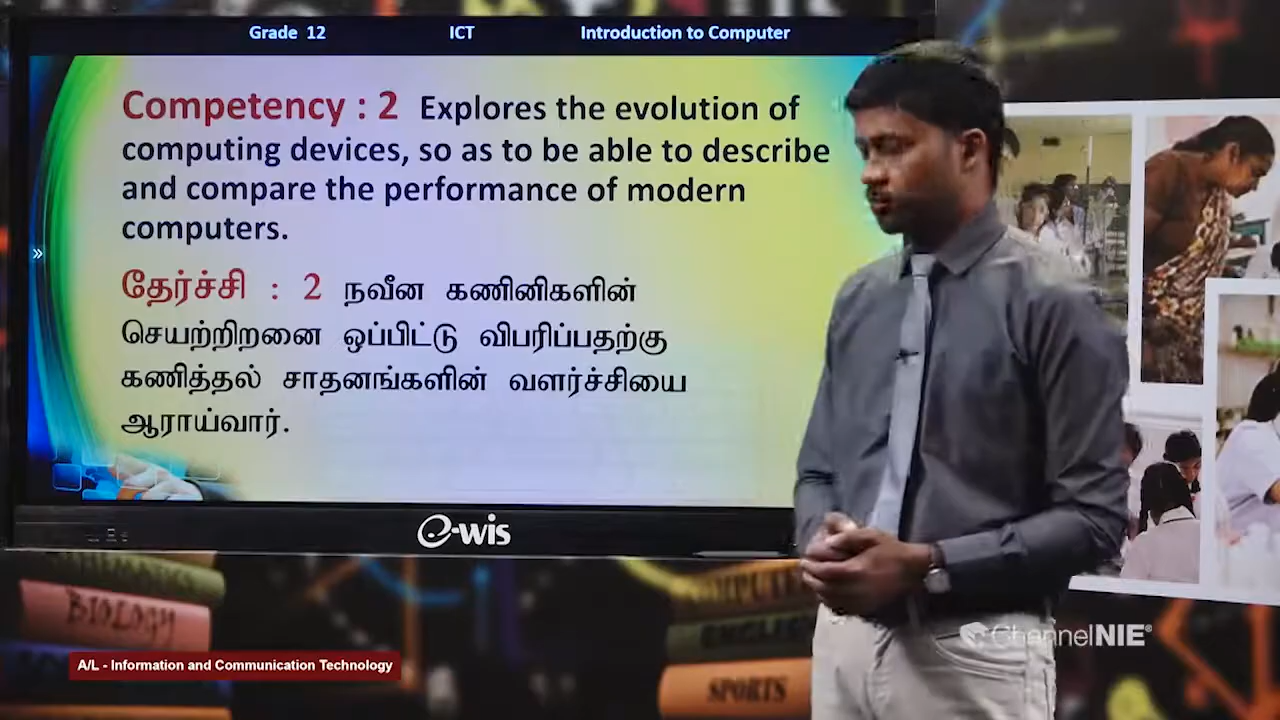 Grade 12 ICT Introduction to Computer
Competency : 2 Explores the evolution of
computing devices, so as to be able to describe
and compare the performance of modern
computers.
»
தேர்ச்சி : 2 நவீன கணினிகளின்
செயற்றிறனை ஒப்பிட்டு விபரிப்பதற்கு
கணித்தல் சாதனங்களின் வளர்ச்சியை
ஆராய்வார்.
e-wis
BIOLOGY
SPORTS
ChannelNIE®
A/L - Information and Communication Technology